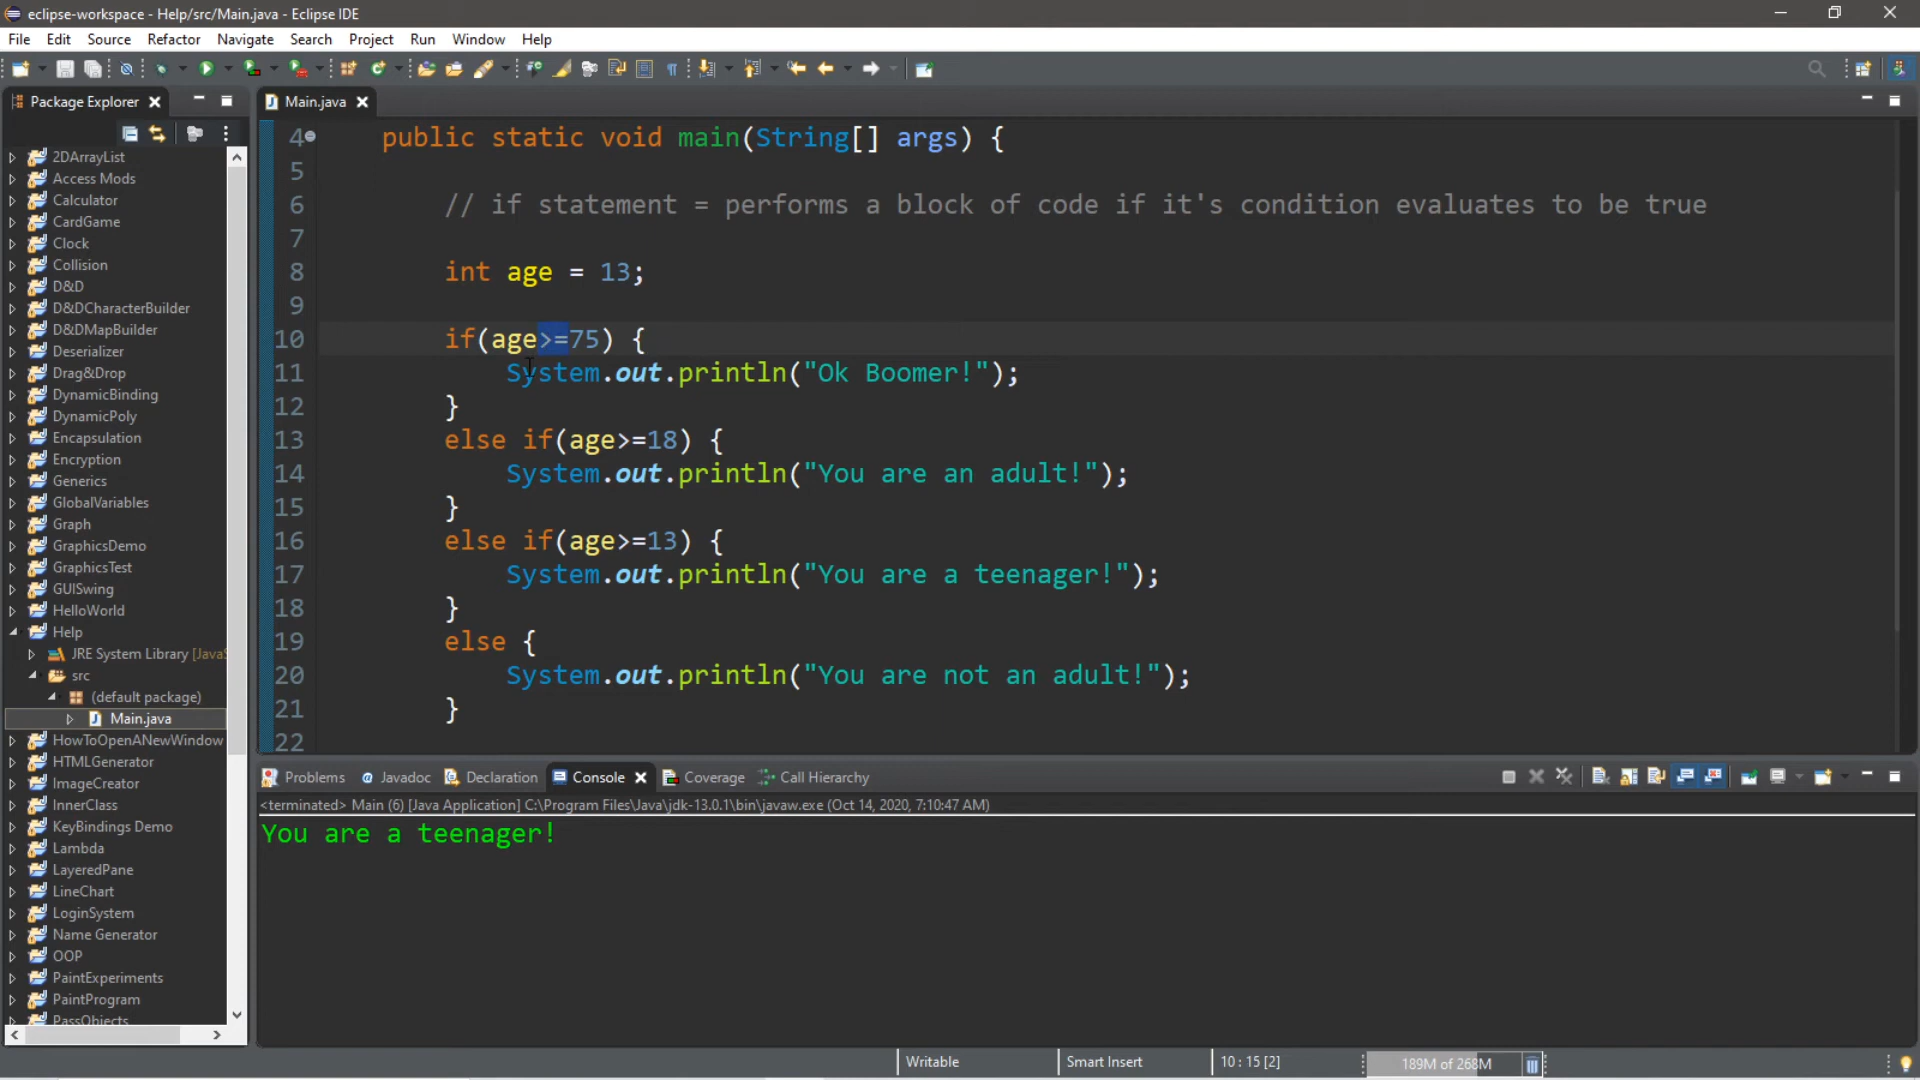 eclipse-workspace - Help/src/Main.java - Eclipse IDE
File Edit Source Refactor Navigate Search Project Run Window Help
Package Explorer
2DArrayList
Access Mods
Calculator
CardGame
Clock
Collision
D&D
D&DCharacterBuilder
D&DMapBuilder
Deserializer
Drag&Drop
DynamicBinding
DynamicPoly
Encapsulation
Encryption
Generics
GlobalVariables
Graph
GraphicsDemo
GraphicsTest
GUISwing
HelloWorld
Help
JRE System Library [JavaS
src
(default package)
Main.java
HowToOpenANewWindow
HTMLGenerator
ImageCreator
InnerClass
KeyBindings Demo
Lambda
LayeredPane
LineChart
LoginSystem
Name Generator
OOP
PaintExperiments
PaintProgram
PassObjects
Main.java
4 public static void main(String[] args) {
5
6 // if statement = performs a block of code if it's condition evaluates to be true
7
8 int age = 13;
9
10 if(age>=75) {
11 System.out.println("Ok Boomer!");
12 }
13 else if(age>=18) {
14 System.out.println("You are an adult!");
15 }
16 else if(age>=13) {
17 System.out.println("You are a teenager!");
18 }
19 else {
20 System.out.println("You are not an adult!");
21 }
22
Problems Javadoc Declaration Console Coverage Call Hierarchy
<terminated> Main (6) [Java Application] C:\Program Files\Java\jdk-13.0.1\bin\javaw.exe (Oct 14, 2020, 7:10:47 AM)
You are a teenager!
Writable Smart Insert 10 : 15 [2] 189M of 268M